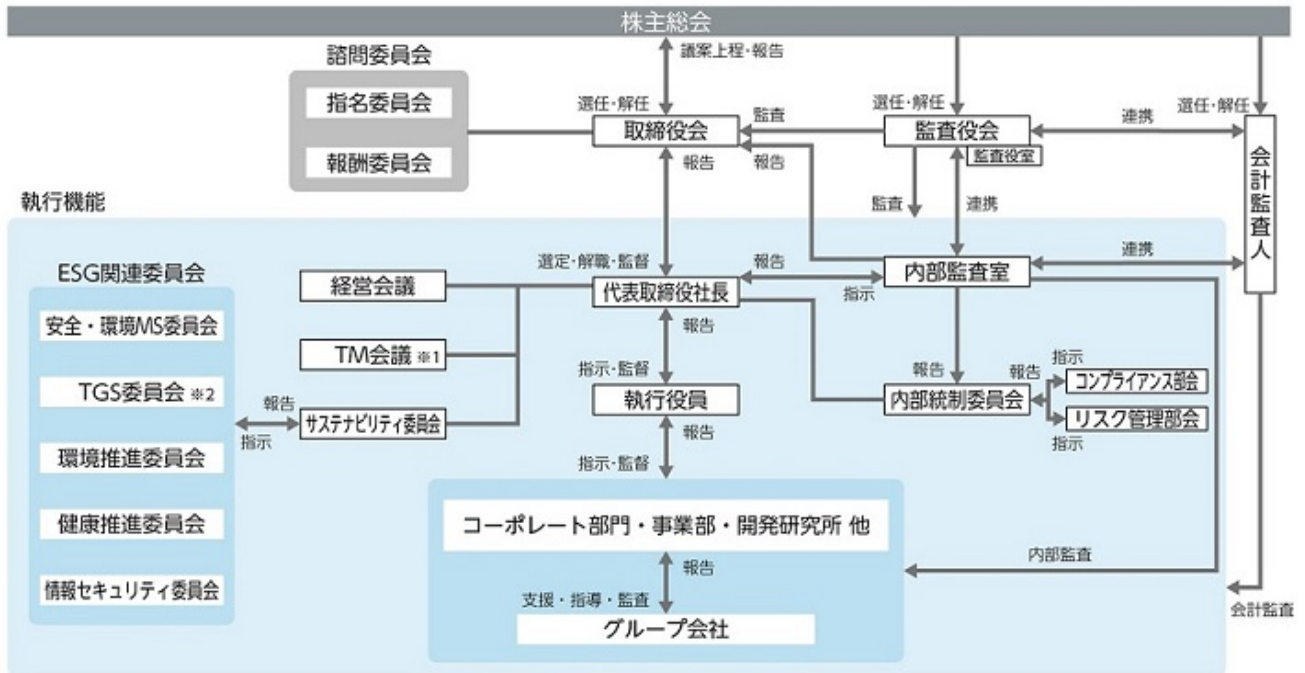 株主総会
諮問委員会
指名委員会
報酬委員会
議案上程・報告
選任・解任
取締役会
報告
監査
報告
選任・解任
監査役会
監査役室
連携
選任・解任
会計監査人
監査
連携
執行機能
ESG関連委員会
安全・環境MS委員会
TGS委員会 ※2
環境推進委員会
健康推進委員会
情報セキュリティ委員会
報告
指示
経営会議
TM会議 ※1
サステナビリティ委員会
選定・解職・監督
代表取締役社長
報告
報告
指示
内部監査室
連携
指示・監督
執行役員
報告
報告
内部統制委員会
報告
指示
コンプライアンス部会
リスク管理部会
指示
指示・監督
コーポレート部門・事業部・開発研究所 他
報告
支援・指導・監査
グループ会社
内部監査
会計監査